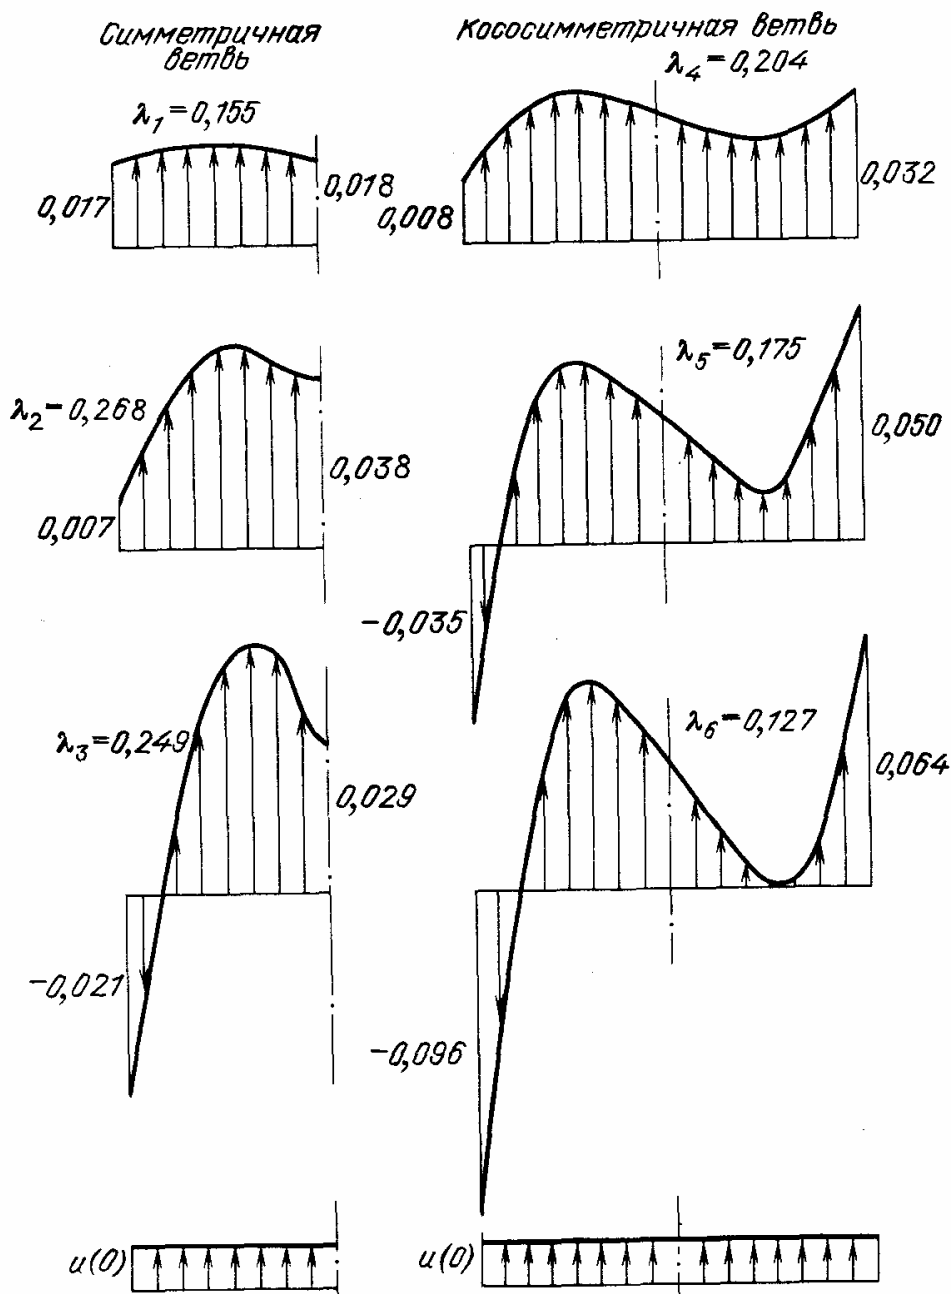 Симметричная
ветвь
λ₁=0,155
0,017
0,018
λ₂=0,268
0,007
0,038
λ₃=0,249
0,029
−0,021
u(0)
Кососимметричная ветвь
λ₄=0,204
0,008
0,032
λ₅=0,175
0,050
−0,035
λ₆=0,127
0,064
−0,096
u(0)